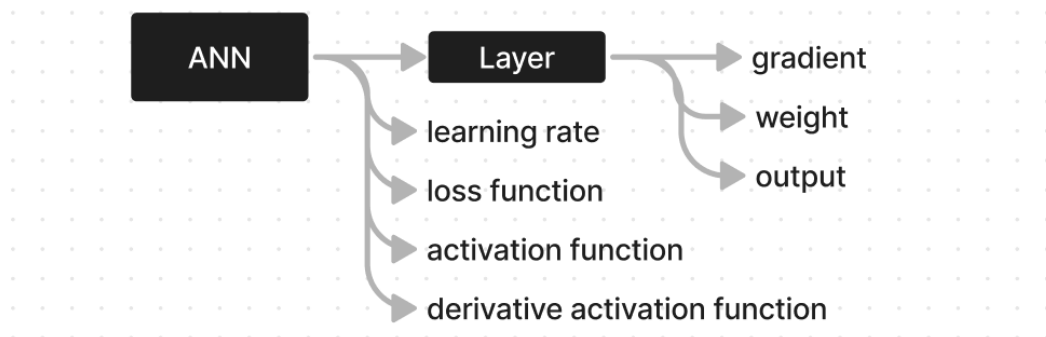 ANN
Layer
gradient
weight
output
learning rate
loss function
activation function
derivative activation function